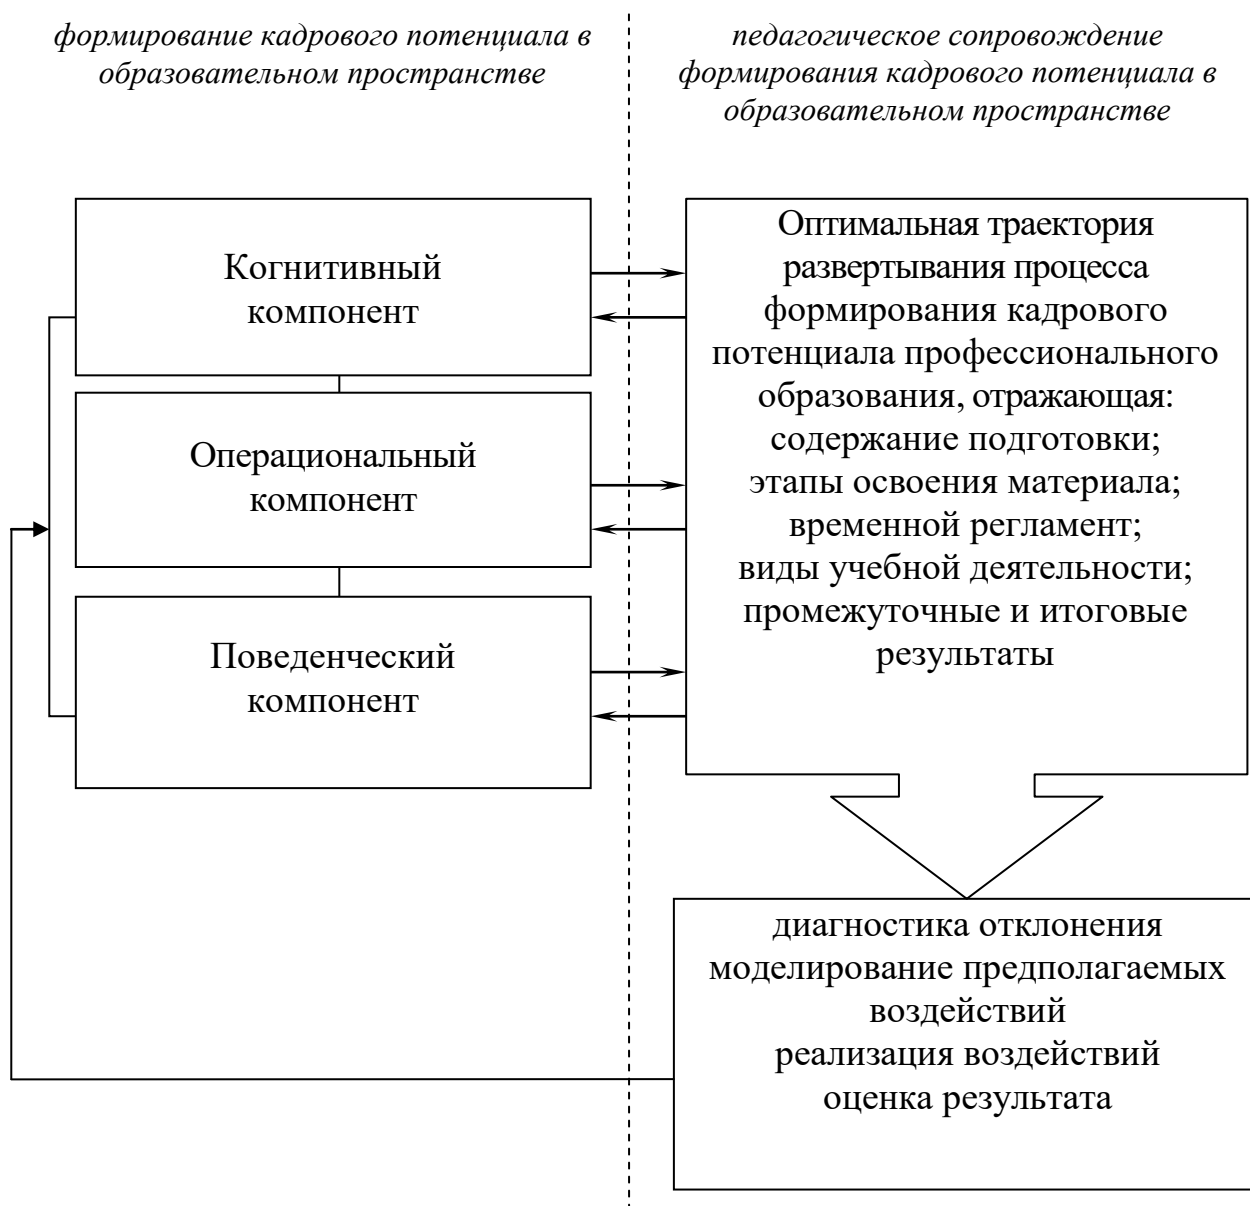 формирование кадрового потенциала в
образовательном пространстве
педагогическое сопровождение
формирования кадрового потенциала в
образовательном пространстве
Когнитивный
компонент
Операциональный
компонент
Поведенческий
компонент
Оптимальная траектория
развертывания процесса
формирования кадрового
потенциала профессионального
образования, отражающая:
содержание подготовки;
этапы освоения материала;
временной регламент;
виды учебной деятельности;
промежуточные и итоговые
результаты
диагностика отклонения
моделирование предполагаемых
воздействий
реализация воздействий
оценка результата